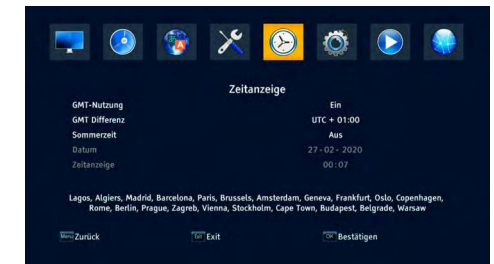 Zeitanzeige
GMT-Nutzung Ein
GMT Differenz UTC + 01:00
Sommerzeit Aus
Datum 27-02-2020
Zeitanzeige 00:07
Lagos, Algiers, Madrid, Barcelona, Paris, Brussels, Amsterdam, Geneva, Frankfurt, Oslo, Copenhagen,
Rome, Berlin, Prague, Zagreb, Vienna, Stockholm, Cape Town, Budapest, Belgrade, Warsaw
Menu Zurück Exit Exit OK Bestätigen